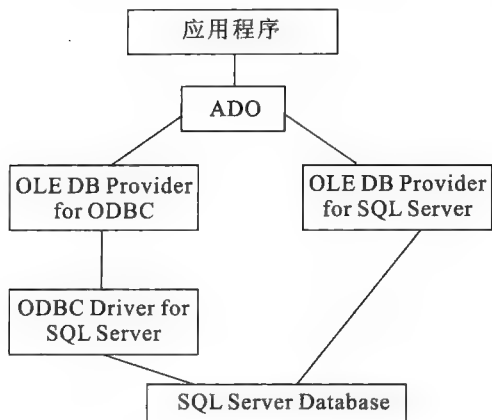 应用程序
ADO
OLE DB Provider
for ODBC
OLE DB Provider
for SQL Server
ODBC Driver for
SQL Server
SQL Server Database